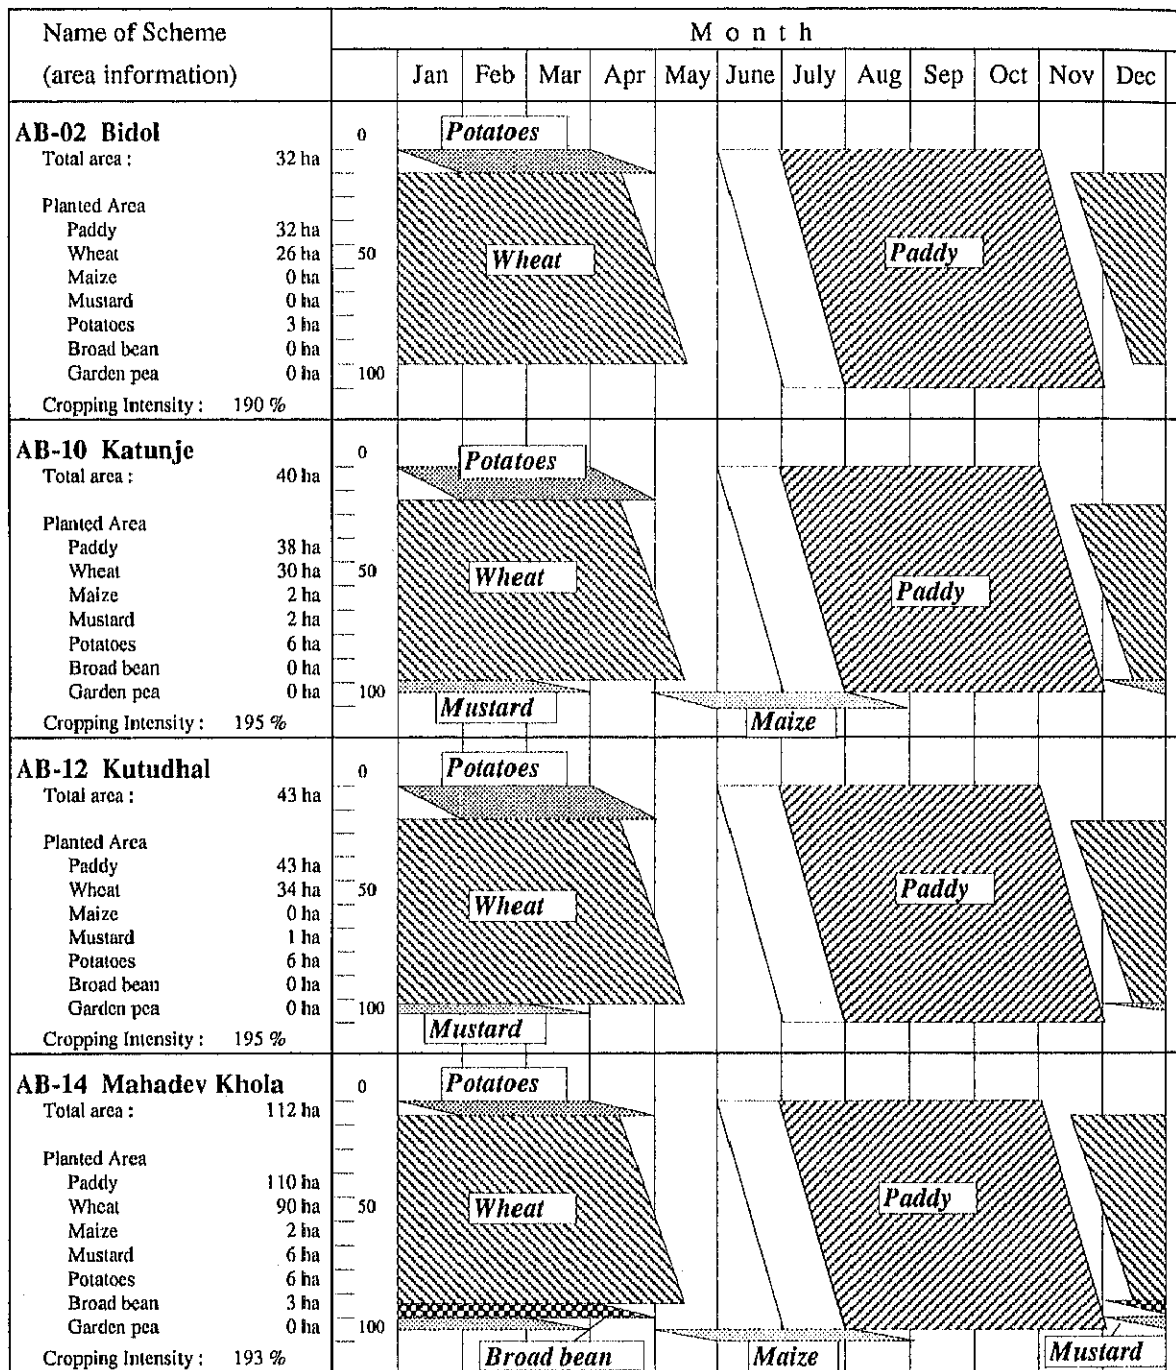 Name of Scheme
(area information)
Month
Jan Feb Mar Apr May June July Aug Sep Oct Nov Dec
AB-02 Bidol
Total area : 32 ha
Planted Area
Paddy 32 ha
Wheat 26 ha
Maize 0 ha
Mustard 0 ha
Potatoes 3 ha
Broad bean 0 ha
Garden pea 0 ha
Cropping Intensity : 190 %
0
50
100
Potatoes
Wheat
Paddy
AB-10 Katunje
Total area : 40 ha
Planted Area
Paddy 38 ha
Wheat 30 ha
Maize 2 ha
Mustard 2 ha
Potatoes 6 ha
Broad bean 0 ha
Garden pea 0 ha
Cropping Intensity : 195 %
0
50
100
Potatoes
Wheat
Paddy
Mustard
Maize
AB-12 Kutudhal
Total area : 43 ha
Planted Area
Paddy 43 ha
Wheat 34 ha
Maize 0 ha
Mustard 1 ha
Potatoes 6 ha
Broad bean 0 ha
Garden pea 0 ha
Cropping Intensity : 195 %
0
50
100
Potatoes
Wheat
Paddy
Mustard
AB-14 Mahadev Khola
Total area : 112 ha
Planted Area
Paddy 110 ha
Wheat 90 ha
Maize 2 ha
Mustard 6 ha
Potatoes 6 ha
Broad bean 3 ha
Garden pea 0 ha
Cropping Intensity : 193 %
0
50
100
Potatoes
Wheat
Paddy
Broad bean
Maize
Mustard